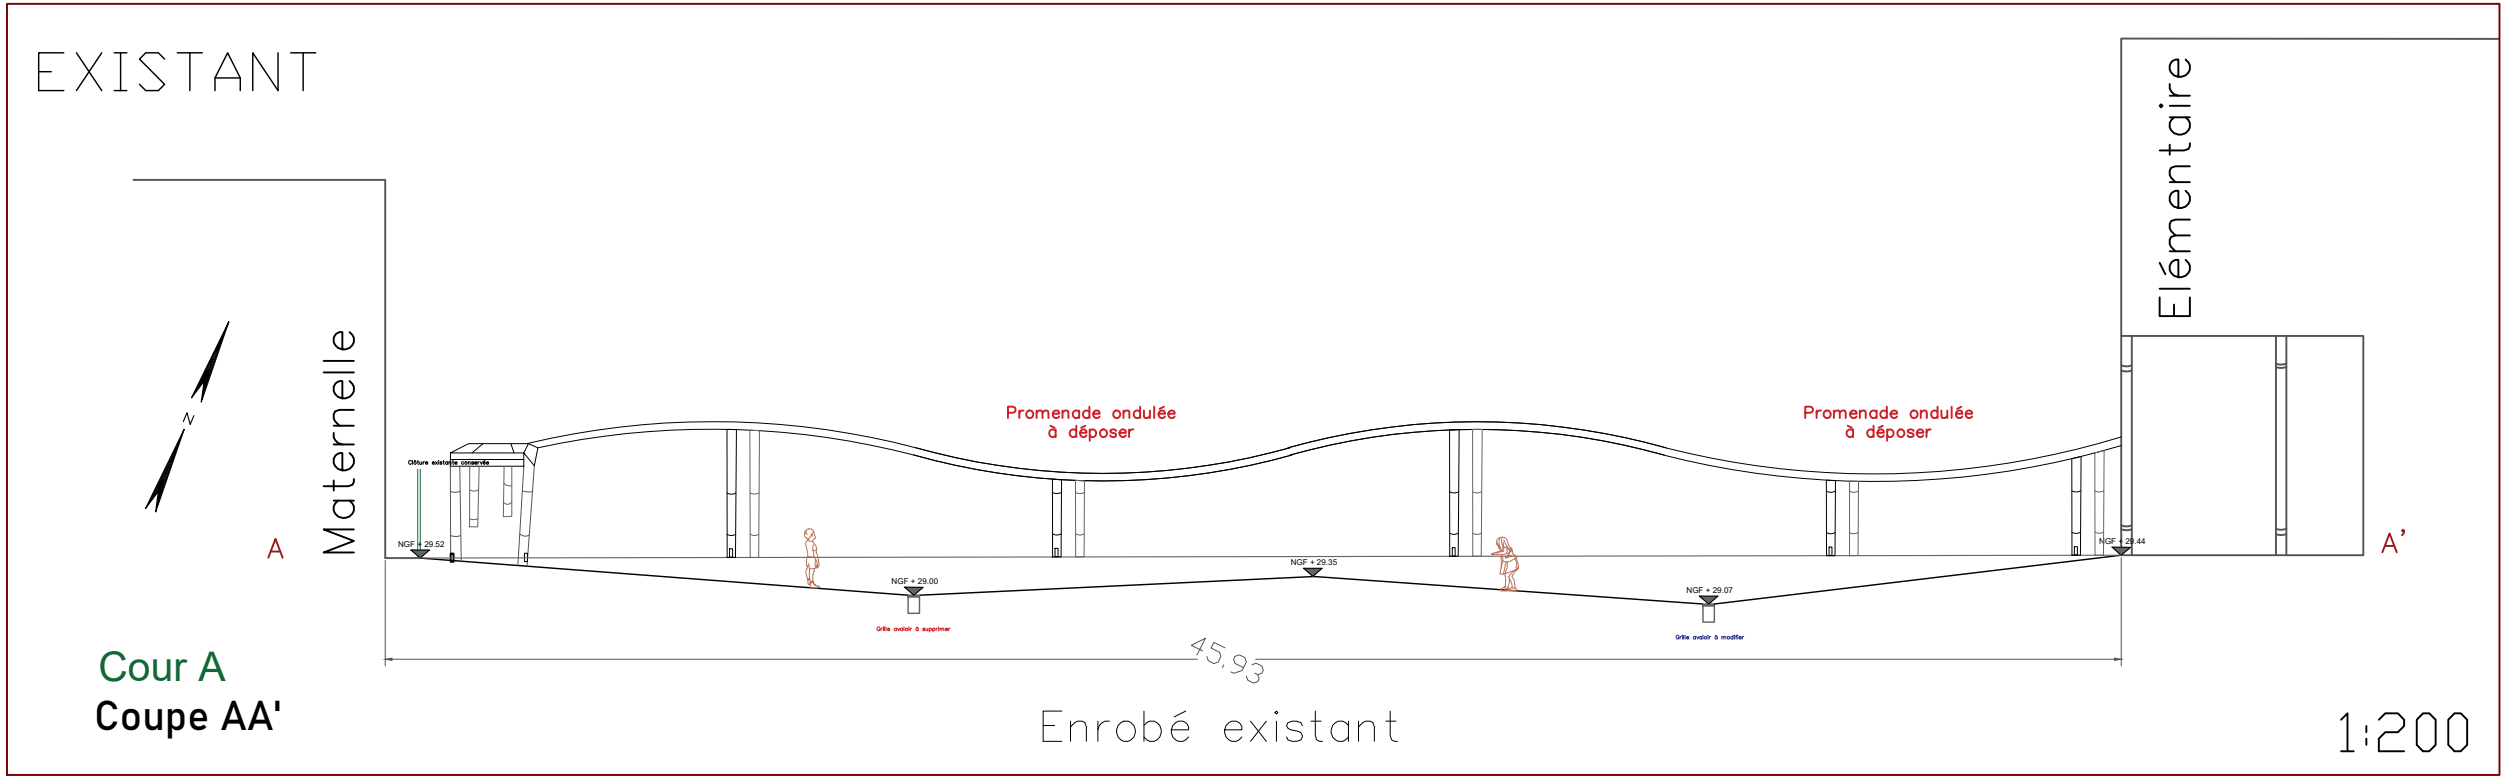 EXISTANT
Elémentaire
Maternelle
N
Promenade ondulée
à déposer
Promenade ondulée
à déposer
Clôture existante conservée
A
A'
NGF + 29.52
NGF + 29.44
NGF + 29.35
NGF + 29.00
NGF + 29.07
Grille avaloir à supprimer
Grille avaloir à modifier
45,93
Cour A
Coupe AA'
Enrobé existant
1:200